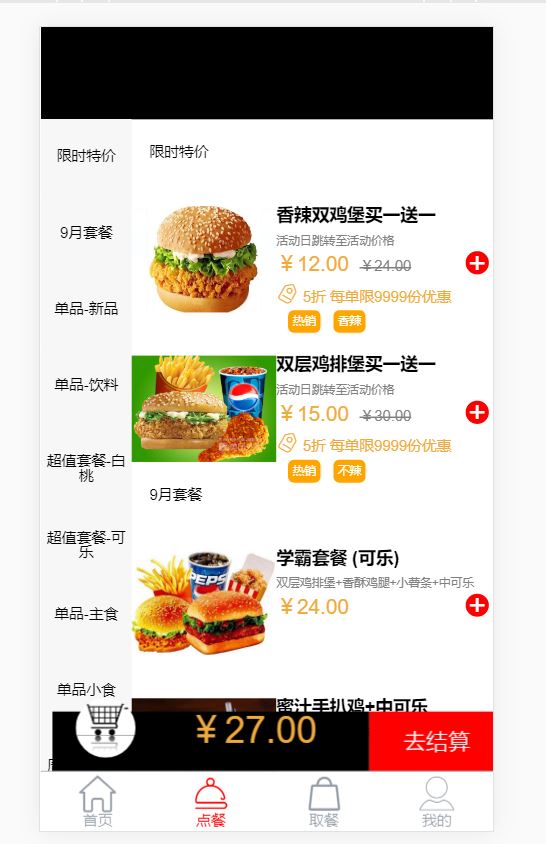 限时特价
9月套餐
单品-新品
单品-饮料
超值套餐-白
桃
超值套餐-可
乐
单品-主食
单品小食
限时特价
香辣双鸡堡买一送一
活动日跳转至活动价格
￥12.00 ￥24.00
5折 每单限9999份优惠
热销 香辣
双层鸡排堡买一送一
活动日跳转至活动价格
￥15.00 ￥30.00
5折 每单限9999份优惠
热销 不辣
9月套餐
学霸套餐 (可乐)
双层鸡排堡+香酥鸡腿+小薯条+中可乐
￥24.00
PEPSI
蜜汁手扒鸡+中可乐
￥27.00
去结算
首页
点餐
取餐
我的